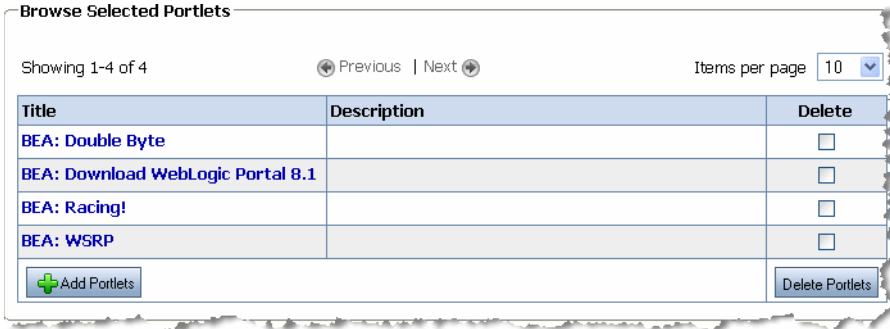 Browse Selected Portlets
Showing 1-4 of 4 Previous | Next Items per page 10
Title Description Delete
BEA: Double Byte
BEA: Download WebLogic Portal 8.1
BEA: Racing!
BEA: WSRP
Add Portlets Delete Portlets